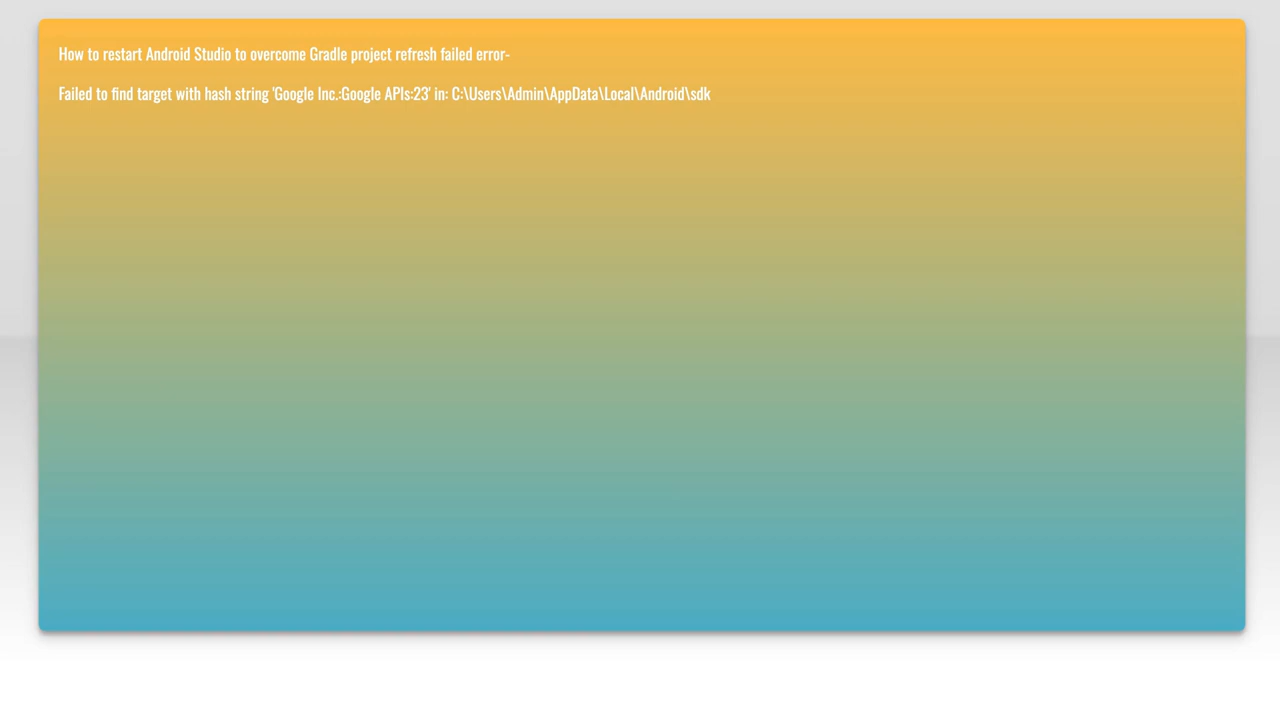 How to restart Android Studio to overcome Gradle project refresh failed error-
Failed to find target with hash string 'Google Inc.:Google APIs:23' in: C:\Users\Admin\AppData\Local\Android\sdk